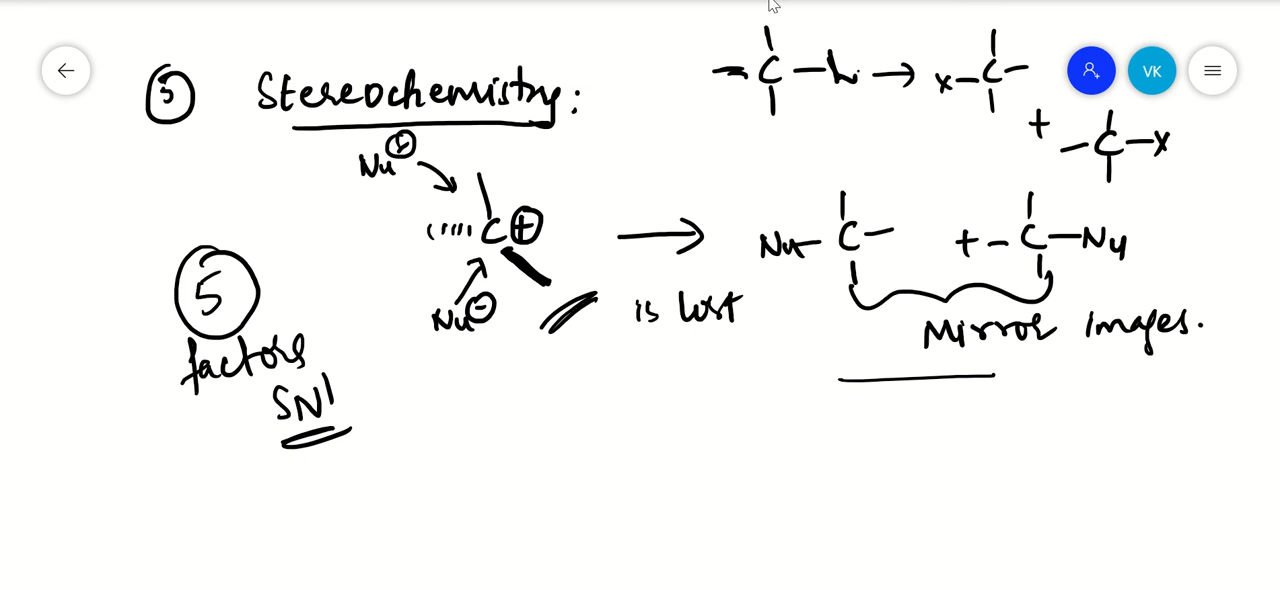 5 Stereochemistry:
— C — L → x — C —
+ — C — x
Nu⊖
C⊕ → Nu — C — + — C — Nu
Nu⊖ is lost
Mirror images.
5
factors
SN1
VK